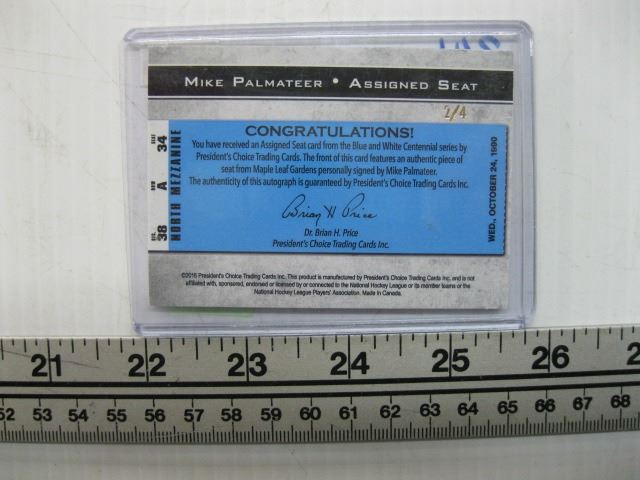 MIKE PALMATEER • ASSIGNED SEAT
2/4
CONGRATULATIONS!
You have received an Assigned Seat card from the Blue and White Centennial series by
President's Choice Trading Cards. The front of this card features an authentic piece of
seat from Maple Leaf Gardens personally signed by Mike Palmateer.
The authenticity of this autograph is guaranteed by President's Choice Trading Cards Inc.
Brian H Price
Dr. Brian H. Price
President's Choice Trading Cards Inc.
SEC. 38 ROW A SEAT 34
NORTH MEZZANINE
WED., OCTOBER 24, 1990
©2016 President's Choice Trading Cards Inc. This product is manufactured by President's Choice Trading Cards Inc, and is not
affiliated with, sponsored, endorsed or licensed by or connected to the National Hockey League or its member teams or the
National Hockey League Players' Association. Made in Canada.
21 22 23 24 25 26
52 53 54 55 56 57 58 59 60 61 62 63 64 65 66 67 68